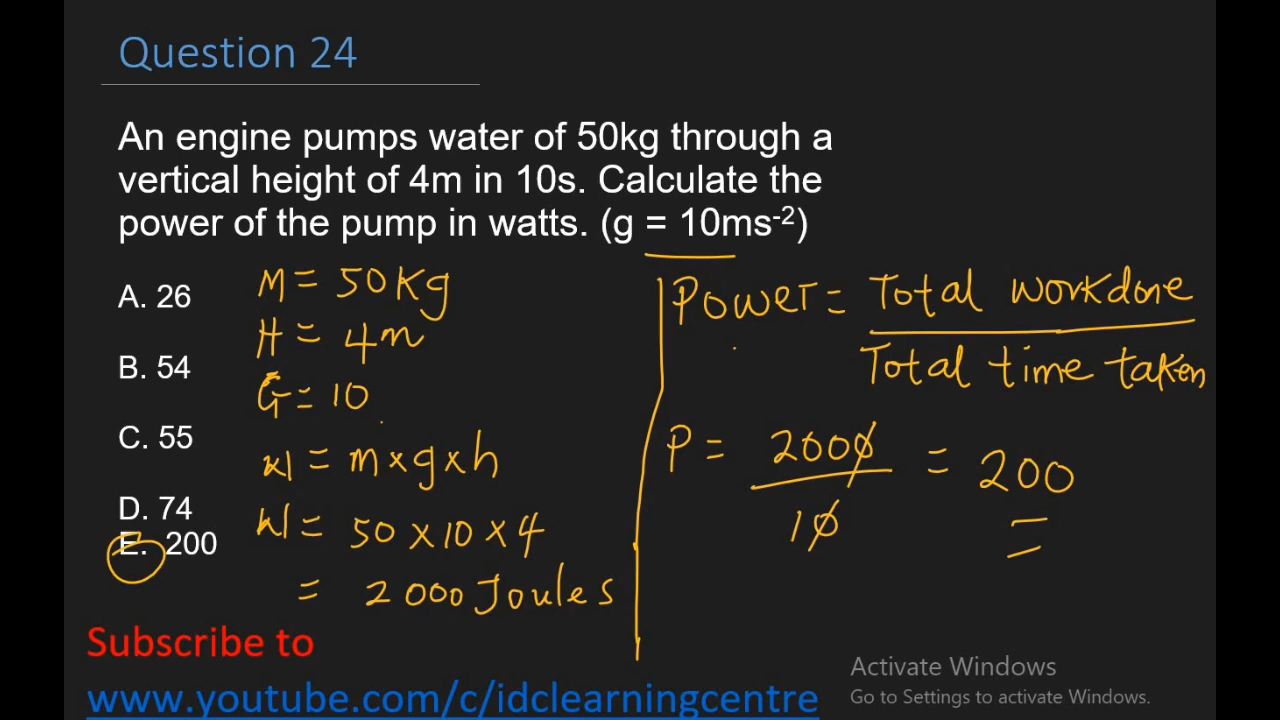 Question 24
An engine pumps water of 50kg through a
vertical height of 4m in 10s. Calculate the
power of the pump in watts. (g = 10ms-2)
A. 26
B. 54
C. 55
D. 74
E. 200
M = 50Kg
H = 4m
G = 10
W = m×g×h
W = 50×10×4
= 2000 Joules
Power = Total workdone
Total time taken
P = 2000
10
= 200
Subscribe to
www.youtube.com/c/idclearningcentre
Activate Windows
Go to Settings to activate Windows.